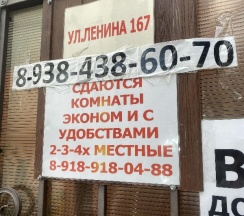 УЛ.ЛЕНИНА 167
8-938-438-60-70
СДАЮТСЯ
КОМНАТЫ
ЭКОНОМ И С
УДОБСТВАМИ
2-3-4х МЕСТНЫЕ
8-918-918-04-88